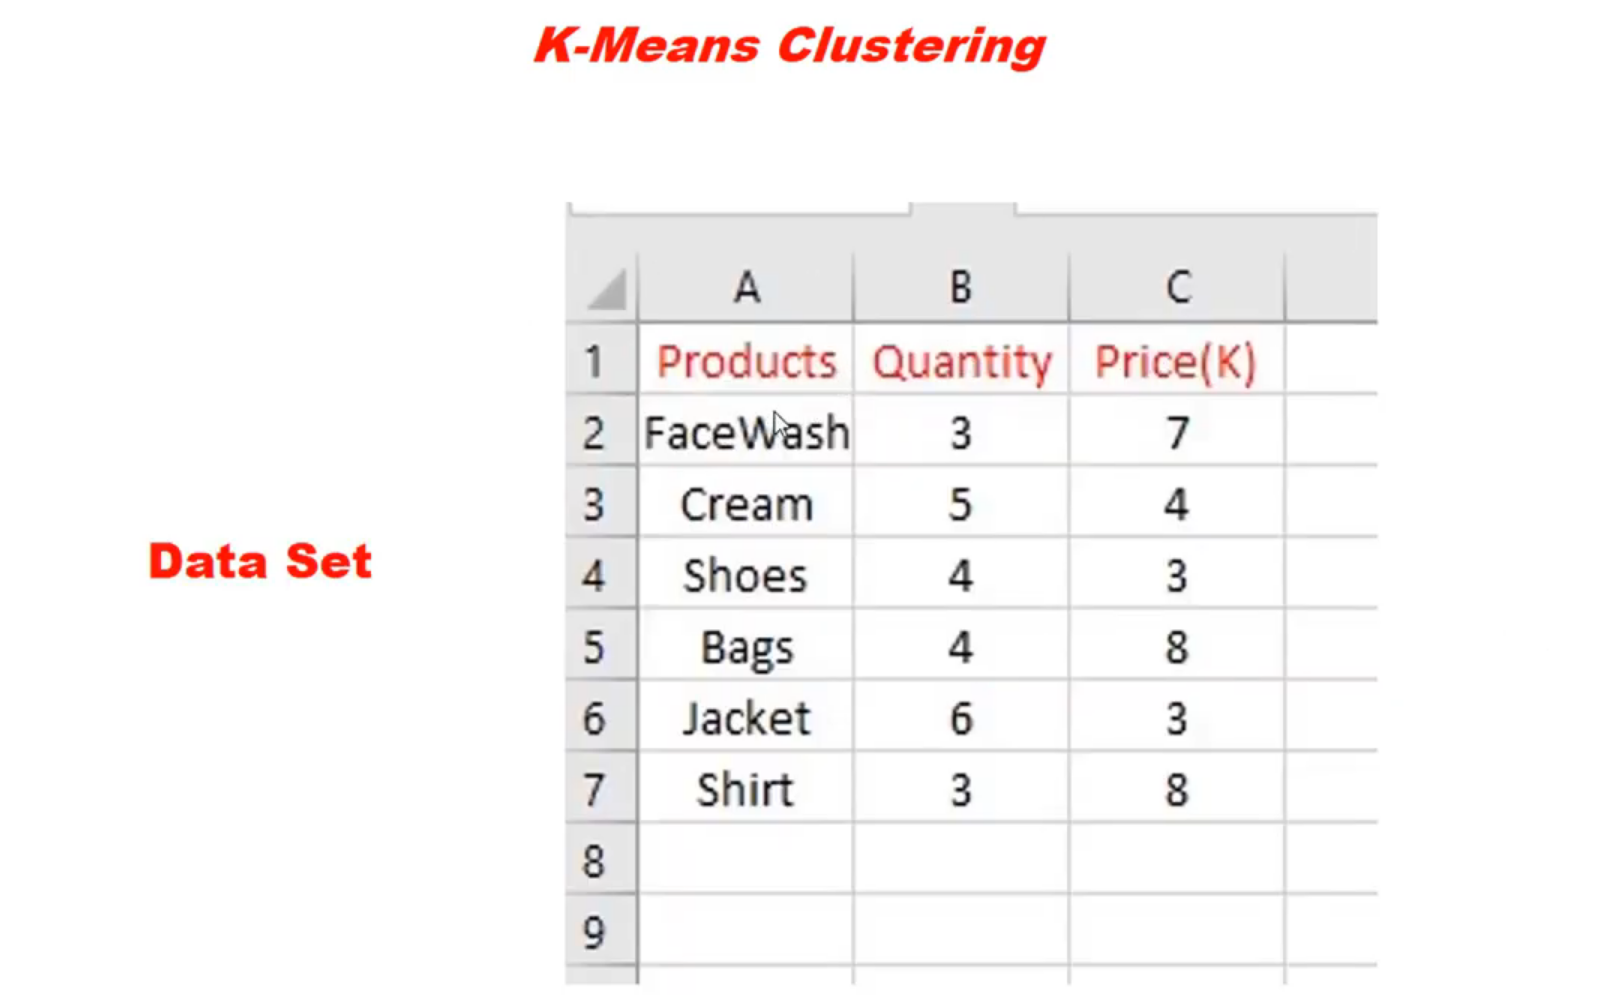 K-Means Clustering
A B C
1 Products Quantity Price(K)
2 FaceWash 3 7
3 Cream 5 4
Data Set
4 Shoes 4 3
5 Bags 4 8
6 Jacket 6 3
7 Shirt 3 8
8
9